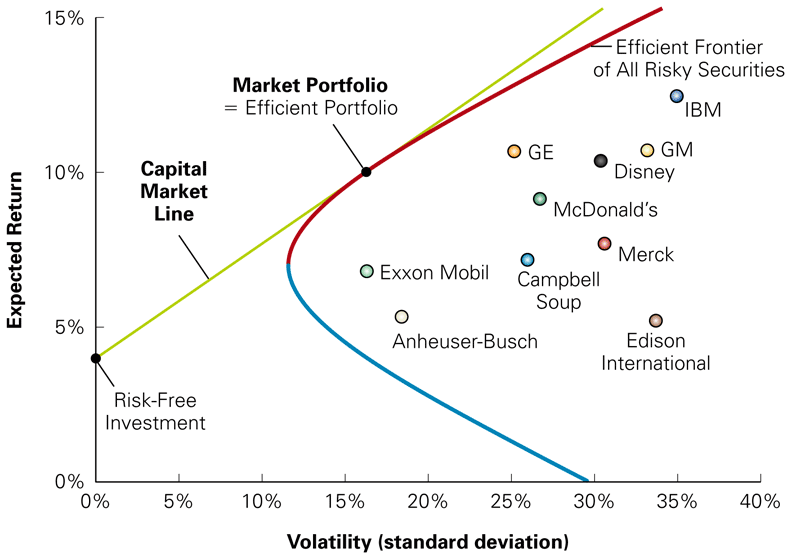 15%
Efficient Frontier
of All Risky Securities
Market Portfolio
= Efficient Portfolio
IBM
GE
GM
Disney
10%
Capital
Market
Line
McDonald's
Merck
Exxon Mobil
Campbell
Soup
Anheuser-Busch
Edison
International
5%
Risk-Free
Investment
0%
0%
5%
10%
15%
20%
25%
30%
35%
40%
Expected Return
Volatility (standard deviation)